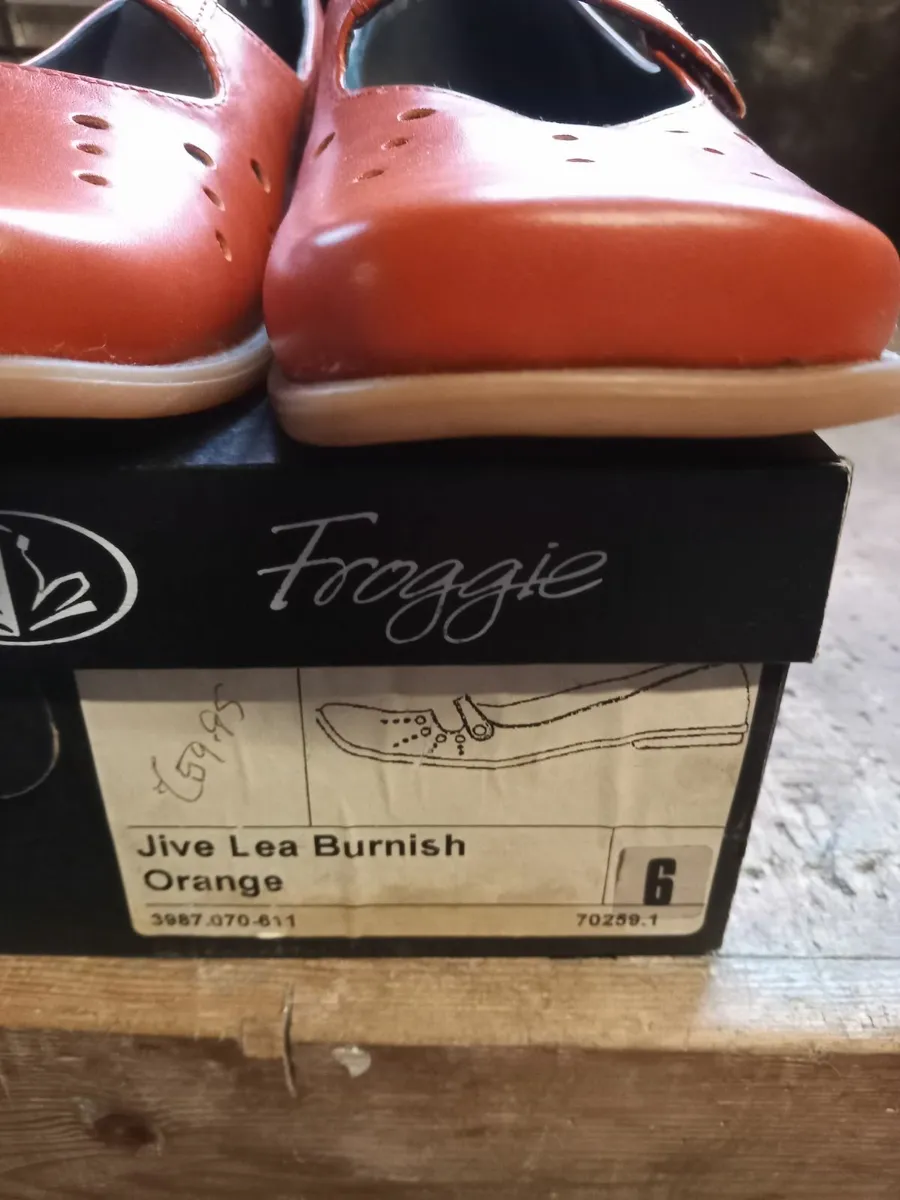 Froggie
59.95
Jive Lea Burnish
Orange
6
3987.070-611
70259.1